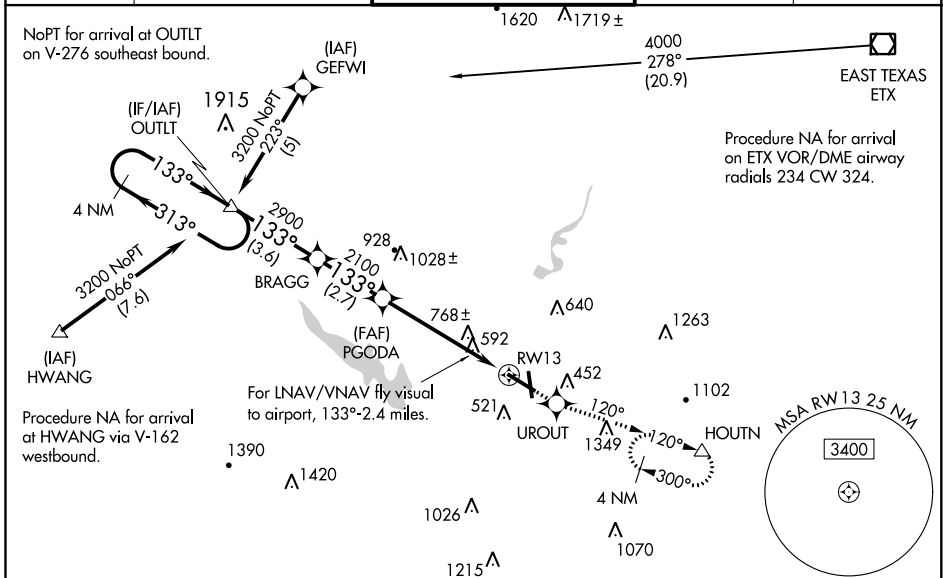 1620
1719 ±
NoPT for arrival at OUTLT
on V-276 southeast bound.
(IAF)
GEFWI
4000
278°
(20.9)
EAST TEXAS
ETX
(IF/IAF)
OUTLT
1915
3200 NoPT
223°
(5)
Procedure NA for arrival
on ETX VOR/DME airway
radials 234 CW 324.
133°
4 NM
313°
2900
133°
(3.6)
BRAGG
928
1028 ±
2100
133°
(2.7)
3200 NoPT
066°
(7.6)
(IAF)
HWANG
(FAF)
PGODA
768 ±
592
640
1263
RW13
452
For LNAV/VNAV fly visual
to airport, 133°-2.4 miles.
521
UROUT
120°
1102
1349
120°
HOUTN
300°
4 NM
Procedure NA for arrival
at HWANG via V-162
westbound.
1390
1420
1026
1070
1215
MSA RW13 25 NM
3400